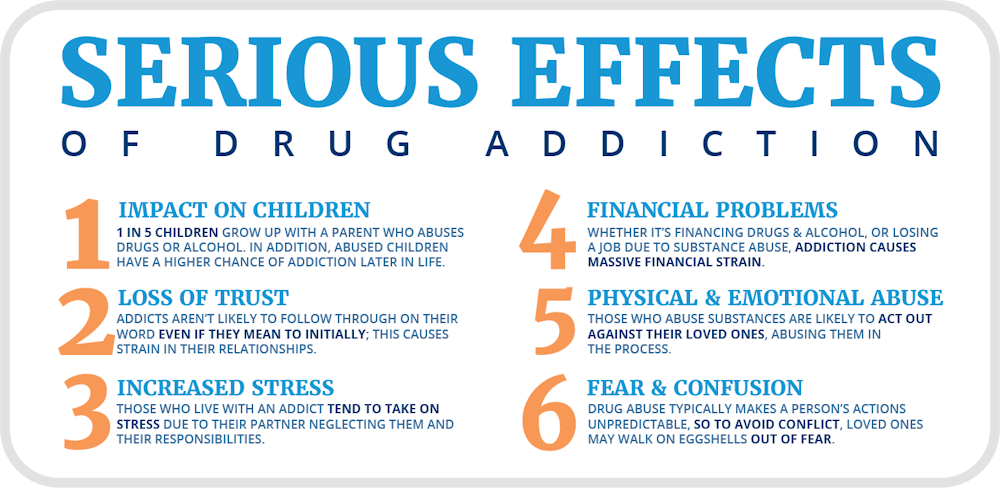 SERIOUS EFFECTS
OF DRUG ADDICTION
1
IMPACT ON CHILDREN
1 IN 5 CHILDREN GROW UP WITH A PARENT WHO ABUSES
DRUGS OR ALCOHOL. IN ADDITION, ABUSED CHILDREN
HAVE A HIGHER CHANCE OF ADDICTION LATER IN LIFE.
2
LOSS OF TRUST
ADDICTS AREN'T LIKELY TO FOLLOW THROUGH ON THEIR
WORD EVEN IF THEY MEAN TO INITIALLY; THIS CAUSES
STRAIN IN THEIR RELATIONSHIPS.
3
INCREASED STRESS
THOSE WHO LIVE WITH AN ADDICT TEND TO TAKE ON
STRESS DUE TO THEIR PARTNER NEGLECTING THEM AND
THEIR RESPONSIBILITIES.
4
FINANCIAL PROBLEMS
WHETHER IT'S FINANCING DRUGS & ALCOHOL, OR LOSING
A JOB DUE TO SUBSTANCE ABUSE, ADDICTION CAUSES
MASSIVE FINANCIAL STRAIN.
5
PHYSICAL & EMOTIONAL ABUSE
THOSE WHO ABUSE SUBSTANCES ARE LIKELY TO ACT OUT
AGAINST THEIR LOVED ONES, ABUSING THEM IN
THE PROCESS.
6
FEAR & CONFUSION
DRUG ABUSE TYPICALLY MAKES A PERSON'S ACTIONS
UNPREDICTABLE, SO TO AVOID CONFLICT, LOVED ONES
MAY WALK ON EGGSHELLS OUT OF FEAR.